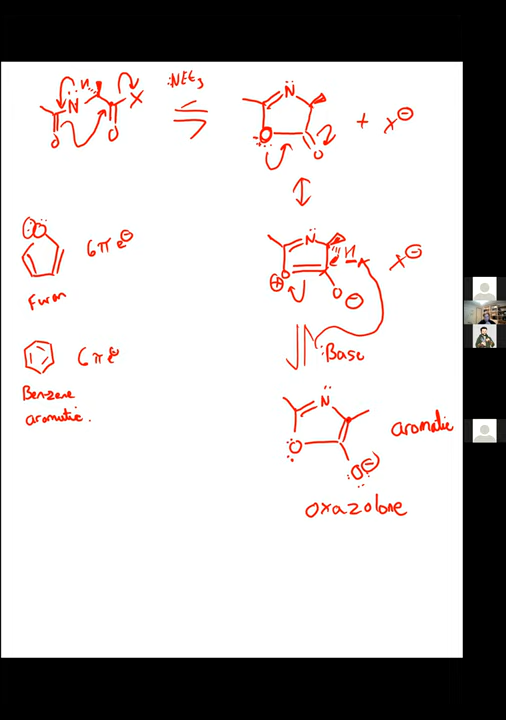 :NEt3
N H X
O O
N
O
O
+ X⊖
6π e⊖
Furan
N H
X⊖
⊕ O
O ⊖
:Base
6π e⊖
Benzene
aromatic.
N
O
O⊖
aromatic
oxazolone